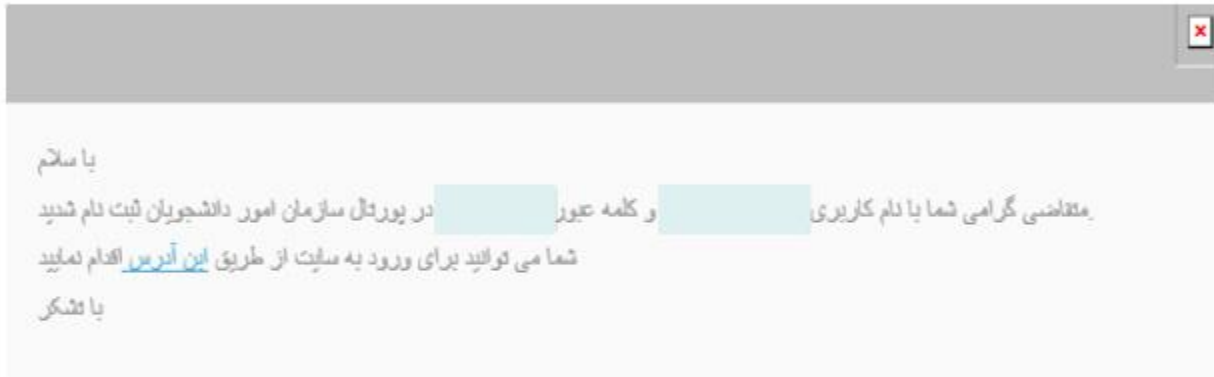 با سلام
متقاضی گرامی شما با نام کاربری و کلمه عبور در پورتال سازمان امور دانشجویان ثبت نام شدید.
شما می توانید برای ورود به سایت از طریق این آدرس اقدام نمایید
با تشکر